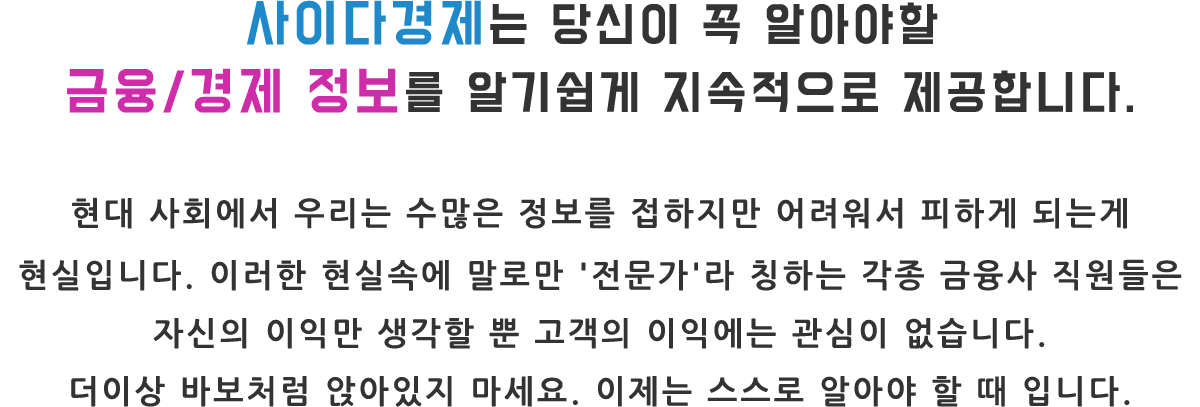 사이다경제는 당신이 꼭 알아야할
금융/경제 정보를 알기쉽게 지속적으로 제공합니다.
현대 사회에서 우리는 수많은 정보를 접하지만 어려워서 피하게 되는게
현실입니다. 이러한 현실속에 말로만 '전문가'라 칭하는 각종 금융사 직원들은
자신의 이익만 생각할 뿐 고객의 이익에는 관심이 없습니다.
더이상 바보처럼 앉아있지 마세요. 이제는 스스로 알아야 할 때 입니다.